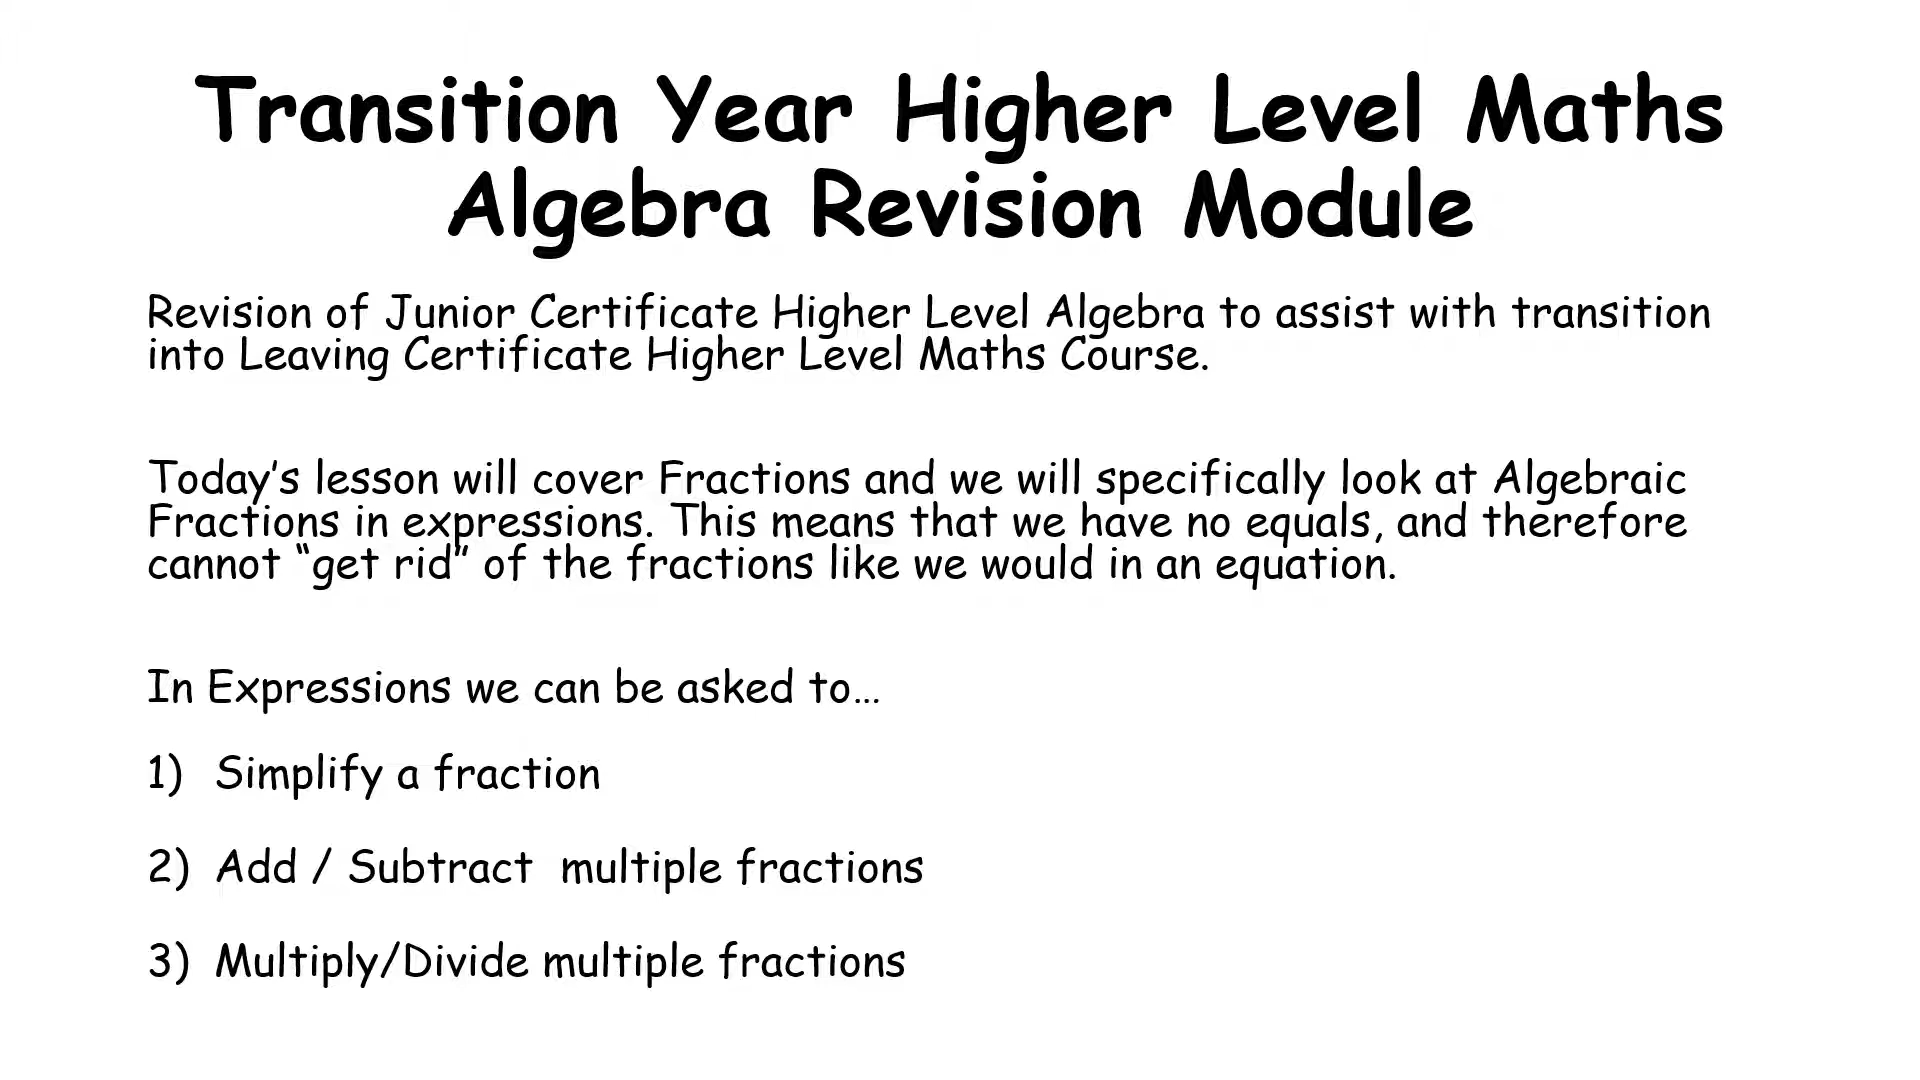 Transition Year Higher Level Maths
Algebra Revision Module
Revision of Junior Certificate Higher Level Algebra to assist with transition
into Leaving Certificate Higher Level Maths Course.
Today’s lesson will cover Fractions and we will specifically look at Algebraic
Fractions in expressions. This means that we have no equals, and therefore
cannot “get rid” of the fractions like we would in an equation.
In Expressions we can be asked to…
1) Simplify a fraction
2) Add / Subtract  multiple fractions
3) Multiply/Divide multiple fractions